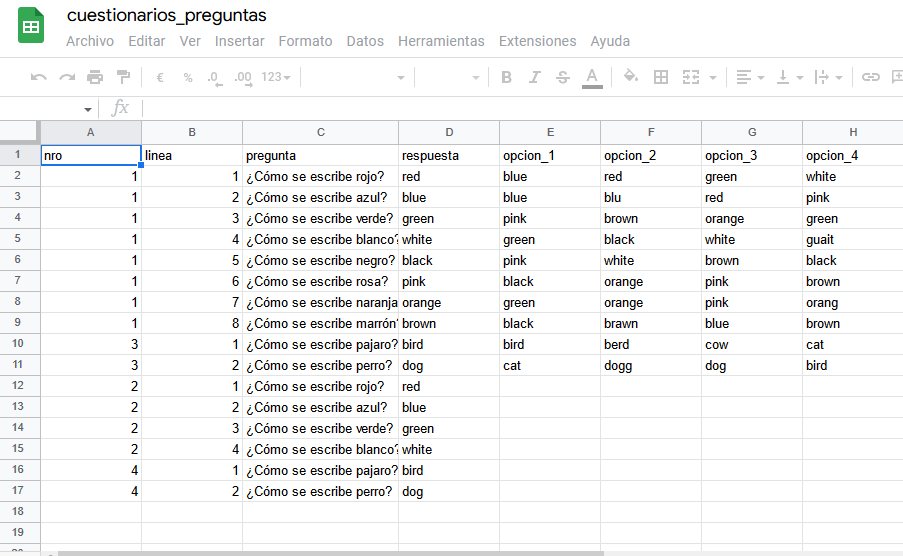 cuestionarios_preguntas
Archivo Editar Ver Insertar Formato Datos Herramientas Extensiones Ayuda
€ % .0 .00 123 B I S A
fx
A B C D E F G H
1 nro linea pregunta respuesta opcion_1 opcion_2 opcion_3 opcion_4
2 1 1 ¿Cómo se escribe rojo? red blue red green white
3 1 2 ¿Cómo se escribe azul? blue blue blu red pink
4 1 3 ¿Cómo se escribe verde? green pink brown orange green
5 1 4 ¿Cómo se escribe blanco? white green black white guait
6 1 5 ¿Cómo se escribe negro? black pink white brown black
7 1 6 ¿Cómo se escribe rosa? pink black orange pink brown
8 1 7 ¿Cómo se escribe naranja orange green orange pink orang
9 1 8 ¿Cómo se escribe marrón? brown black brawn blue brown
10 3 1 ¿Cómo se escribe pajaro? bird bird berd cow cat
11 3 2 ¿Cómo se escribe perro? dog cat dogg dog bird
12 2 1 ¿Cómo se escribe rojo? red
13 2 2 ¿Cómo se escribe azul? blue
14 2 3 ¿Cómo se escribe verde? green
15 2 4 ¿Cómo se escribe blanco? white
16 4 1 ¿Cómo se escribe pajaro? bird
17 4 2 ¿Cómo se escribe perro? dog
18
19